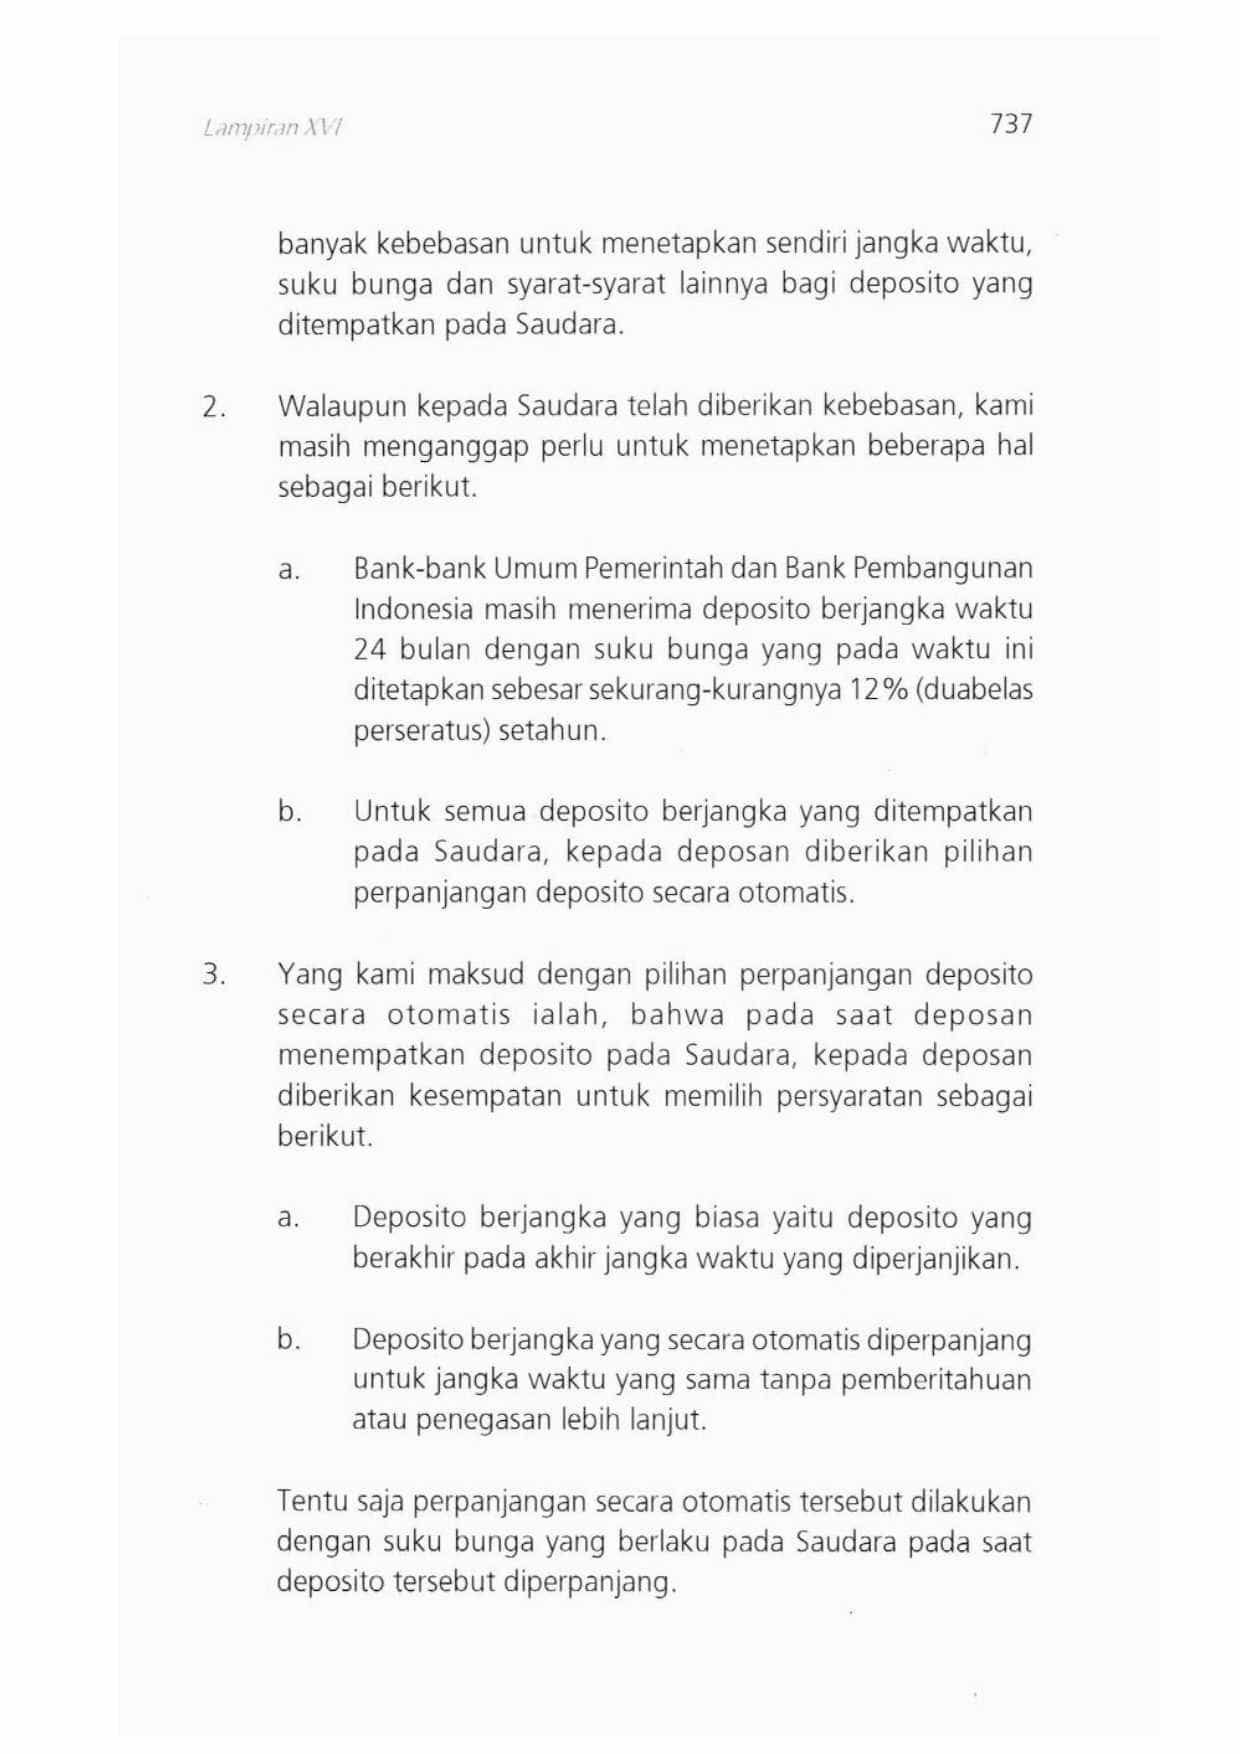 Lampiran XVI
737
banyak kebebasan untuk menetapkan sendiri jangka waktu,
suku bunga dan syarat-syarat lainnya bagi deposito yang
ditempatkan pada Saudara.
2. Walaupun kepada Saudara telah diberikan kebebasan, kami
masih menganggap perlu untuk menetapkan beberapa hal
sebagai berikut.
a. Bank-bank Umum Pemerintah dan Bank Pembangunan
Indonesia masih menerima deposito berjangka waktu
24 bulan dengan suku bunga yang pada waktu ini
ditetapkan sebesar sekurang-kurangnya 12% (duabelas
perseratus) setahun.
b. Untuk semua deposito berjangka yang ditempatkan
pada Saudara, kepada deposan diberikan pilihan
perpanjangan deposito secara otomatis.
3. Yang kami maksud dengan pilihan perpanjangan deposito
secara otomatis ialah, bahwa pada saat deposan
menempatkan deposito pada Saudara, kepada deposan
diberikan kesempatan untuk memilih persyaratan sebagai
berikut.
a. Deposito berjangka yang biasa yaitu deposito yang
berakhir pada akhir jangka waktu yang diperjanjikan.
b. Deposito berjangka yang secara otomatis diperpanjang
untuk jangka waktu yang sama tanpa pemberitahuan
atau penegasan lebih lanjut.
Tentu saja perpanjangan secara otomatis tersebut dilakukan
dengan suku bunga yang berlaku pada Saudara pada saat
deposito tersebut diperpanjang.